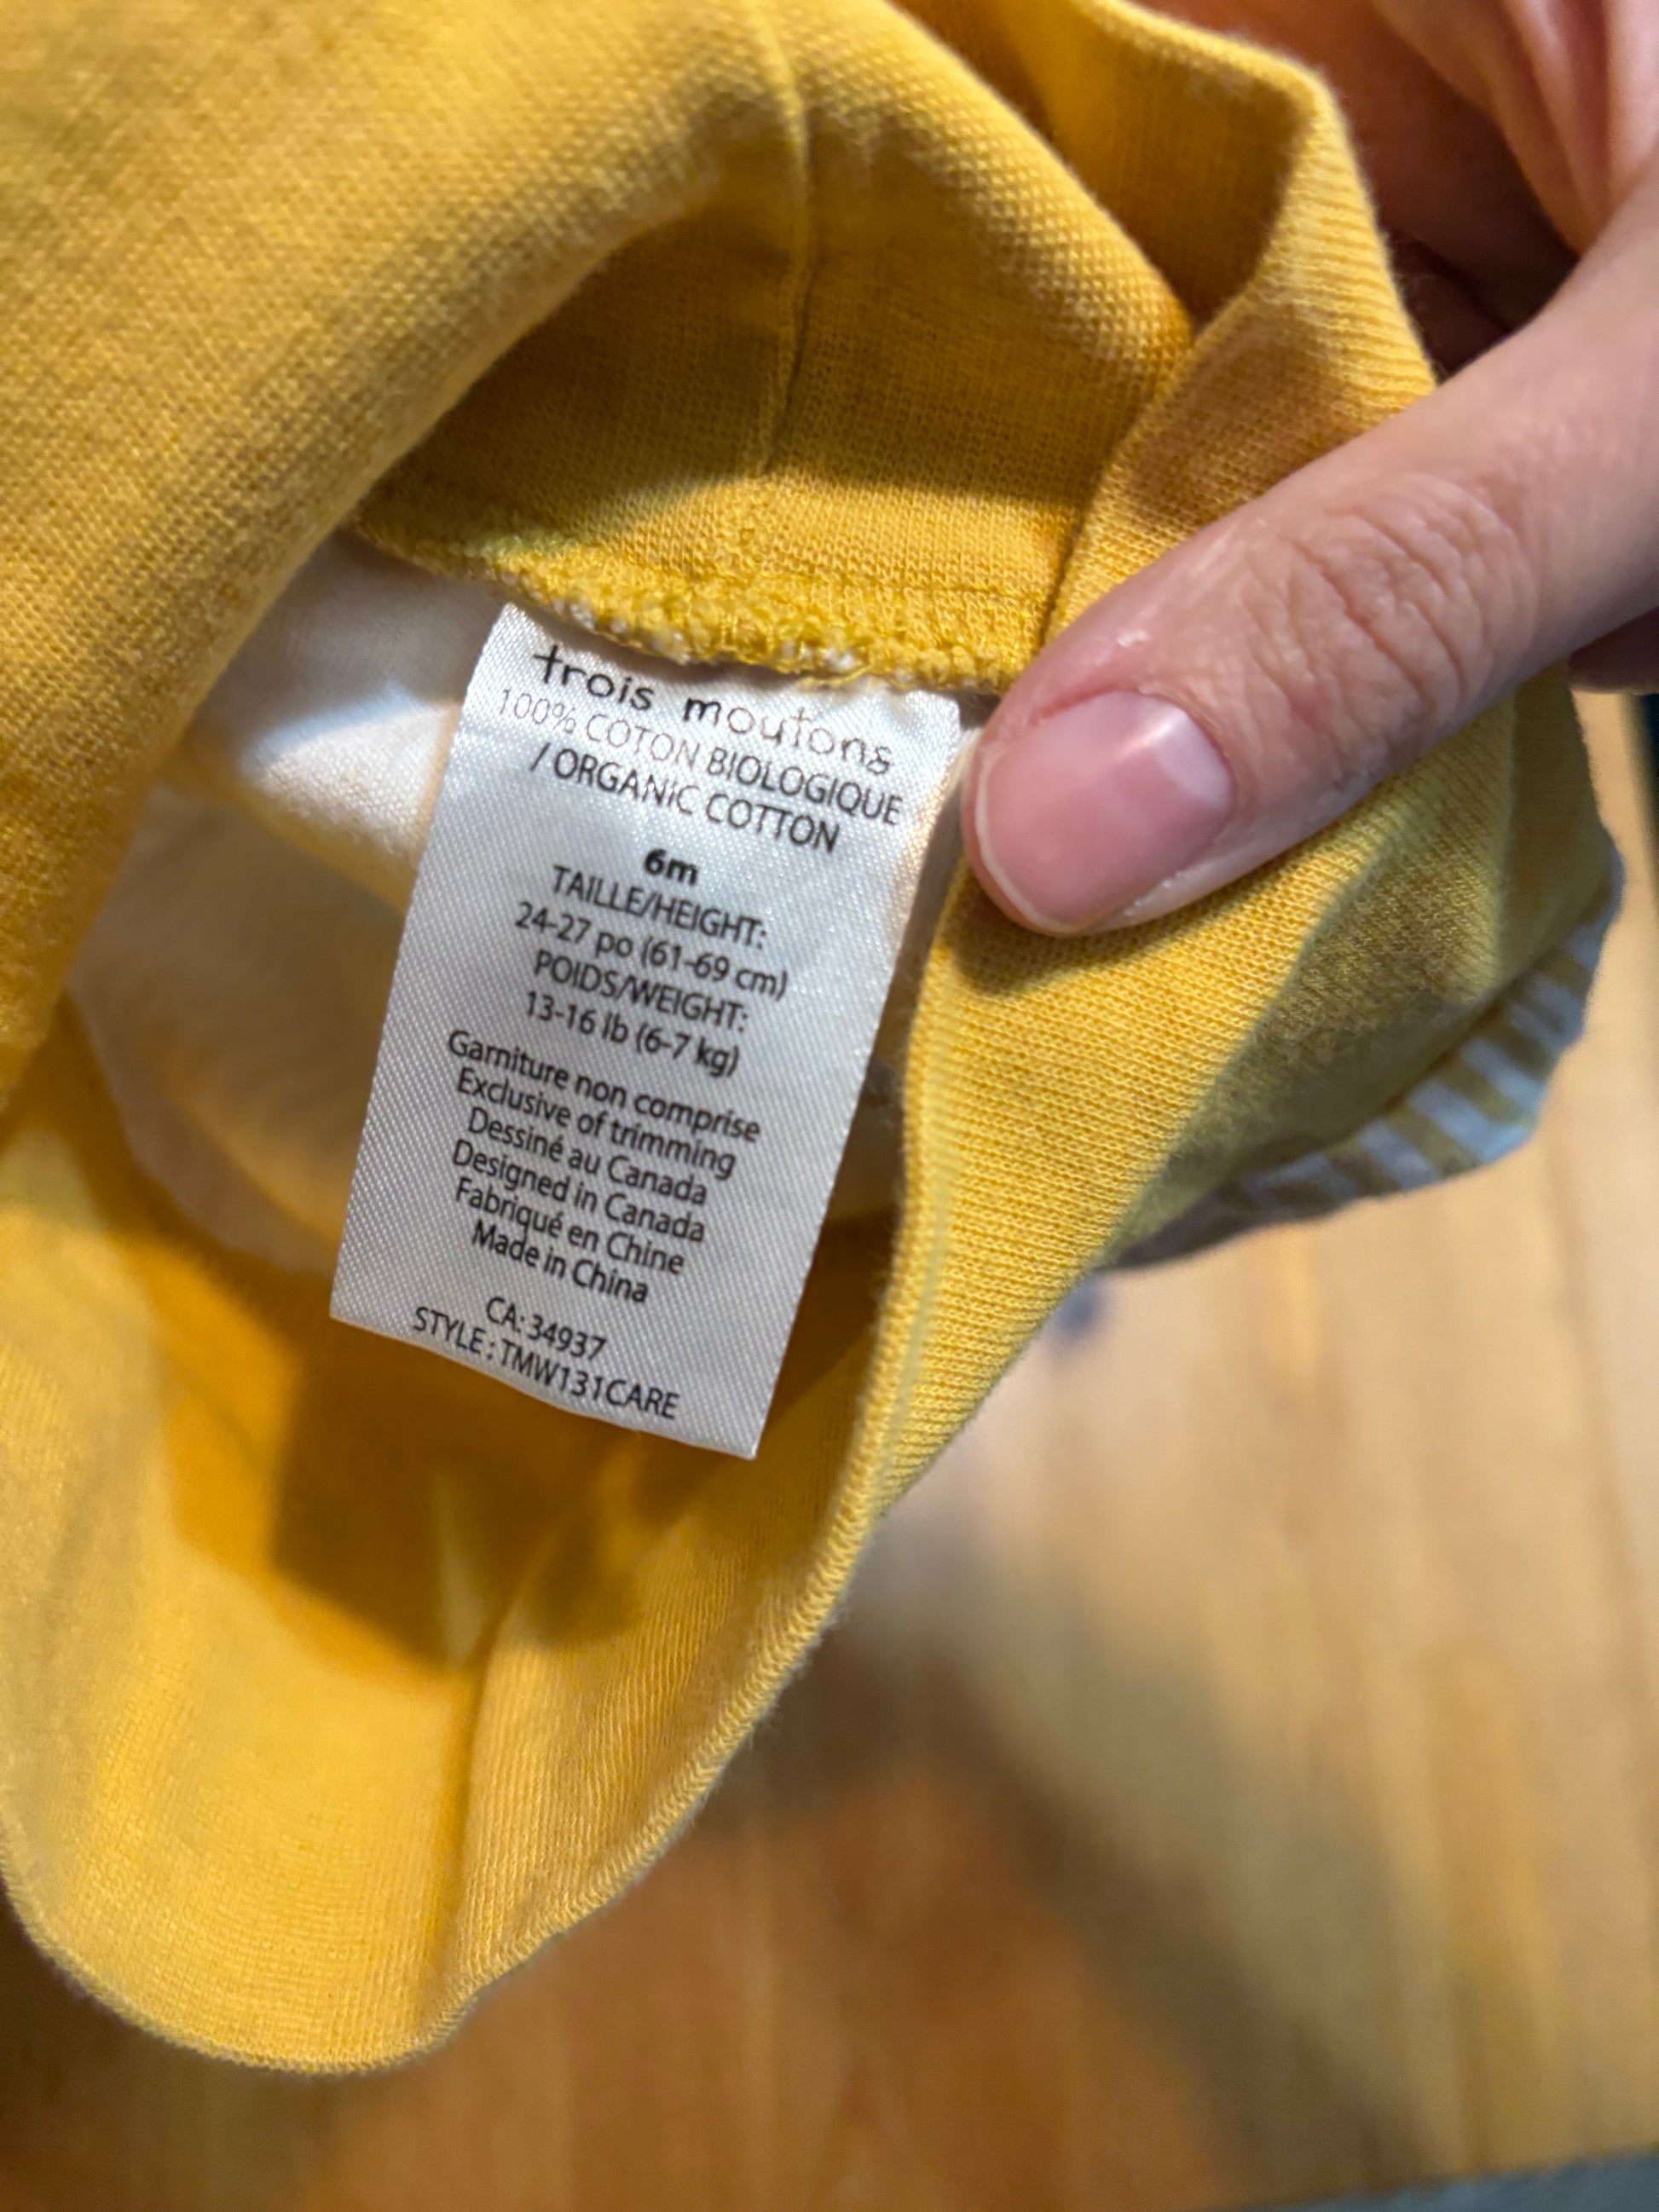 trois moutons
100% COTON BIOLOGIQUE
/ ORGANIC COTTON
6m
TAILLE/HEIGHT:
24-27 po (61-69 cm)
POIDS/WEIGHT:
13-16 lb (6-7 kg)
Garniture non comprise
Exclusive of trimming
Dessiné au Canada
Designed in Canada
Fabriqué en Chine
Made in China
CA: 34937
STYLE : TMW131CARE